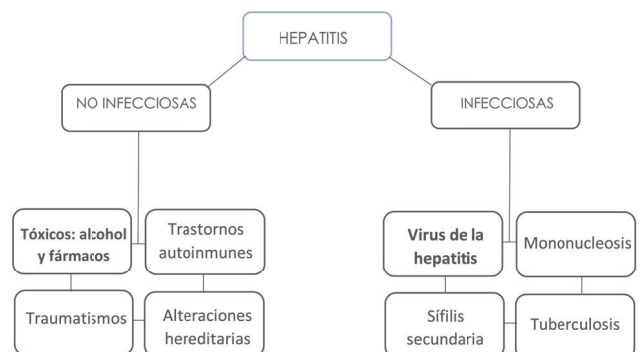 HEPATITIS
NO INFECCIOSAS
INFECCIOSAS
Tóxicos: alcohol
y fármacos
Trastornos
autoinmunes
Traumatismos
Alteraciones
hereditarias
Virus de la
hepatitis
Mononucleosis
Sífilis
secundaria
Tuberculosis